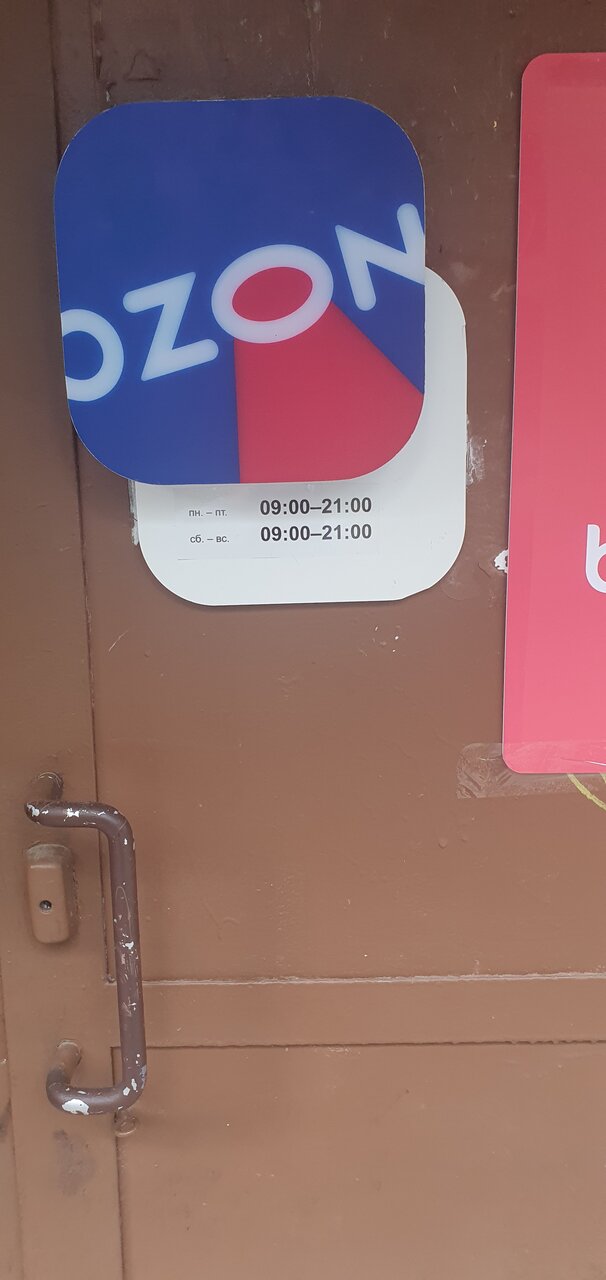 OZON
пн. – пт. 09:00–21:00
сб. – вс. 09:00–21:00
b